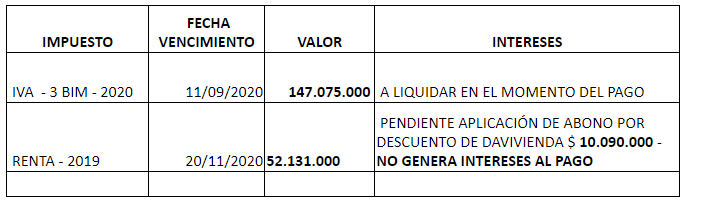 IMPUESTO FECHA VENCIMIENTO VALOR INTERESES
IVA - 3 BIM - 2020 11/09/2020 147.075.000 A LIQUIDAR EN EL MOMENTO DEL PAGO
RENTA - 2019 20/11/2020 52.131.000 PENDIENTE APLICACIÓN DE ABONO POR
DESCUENTO DE DAVIVIENDA $ 10.090.000 -
NO GENERA INTERESES AL PAGO